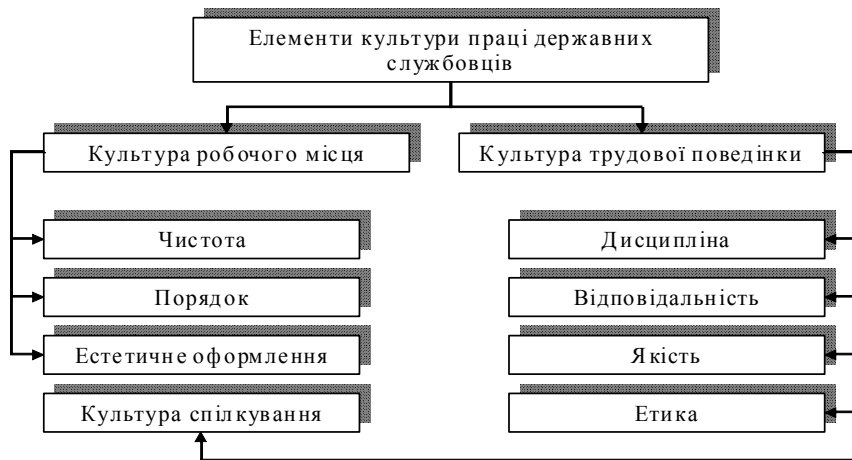 Елементи культури праці державних
службовців
Культура робочого місця
Культура трудової поведінки
Чистота
Дисципліна
Порядок
Відповідальність
Естетичне оформлення
Якість
Культура спілкування
Етика